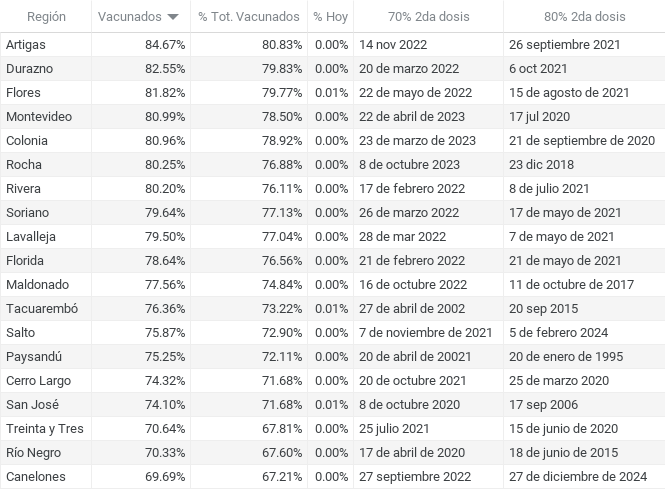 Región Vacunados % Tot. Vacunados % Hoy 70% 2da dosis 80% 2da dosis
Artigas 84.67% 80.83% 0.00% 14 nov 2022 26 septiembre 2021
Durazno 82.55% 79.83% 0.00% 20 de marzo 2022 6 oct 2021
Flores 81.82% 79.77% 0.01% 22 de mayo de 2022 15 de agosto de 2021
Montevideo 80.99% 78.50% 0.00% 22 de abril de 2023 17 jul 2020
Colonia 80.96% 78.92% 0.00% 23 de marzo de 2023 21 de septiembre de 2020
Rocha 80.25% 76.88% 0.00% 8 de octubre 2023 23 dic 2018
Rivera 80.20% 76.11% 0.00% 17 de febrero 2022 8 de julio 2021
Soriano 79.64% 77.13% 0.00% 26 de marzo 2022 17 de mayo de 2021
Lavalleja 79.50% 77.04% 0.00% 28 de mar 2022 7 de mayo de 2021
Florida 78.64% 76.56% 0.00% 21 de febrero 2022 21 de mayo de 2021
Maldonado 77.56% 74.84% 0.00% 16 de octubre 2022 11 de octubre de 2017
Tacuarembó 76.36% 73.22% 0.01% 27 de abril de 2002 20 sep 2015
Salto 75.87% 72.90% 0.00% 7 de noviembre de 2021 5 de febrero 2024
Paysandú 75.25% 72.11% 0.00% 20 de abril de 20021 20 de enero de 1995
Cerro Largo 74.32% 71.68% 0.00% 20 de octubre 2021 25 de marzo 2020
San José 74.10% 71.68% 0.01% 8 de octubre 2020 17 sep 2006
Treinta y Tres 70.64% 67.81% 0.00% 25 julio 2021 15 de junio de 2020
Río Negro 70.33% 67.60% 0.00% 17 de abril de 2020 18 de junio de 2015
Canelones 69.69% 67.21% 0.00% 27 septiembre 2022 27 de diciembre de 2024